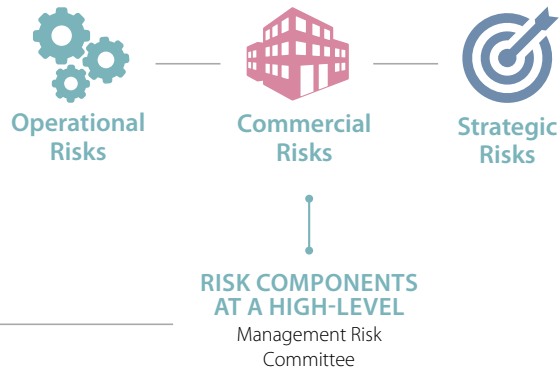 Operational
Risks
Commercial
Risks
Strategic
Risks
RISK COMPONENTS
AT A HIGH-LEVEL
Management Risk
Committee